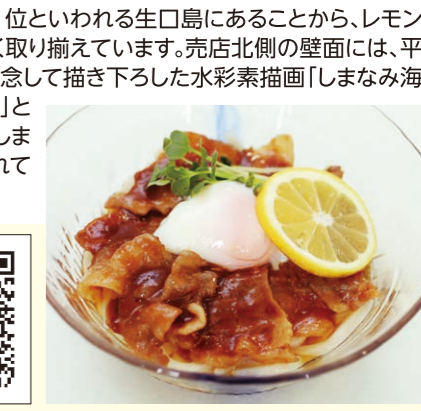 位といわれる生口島にあることから、レモン
く取り揃えています。売店北側の壁面には、平
念して描き下ろした水彩素描画「しまなみ海
」と
しま
れて